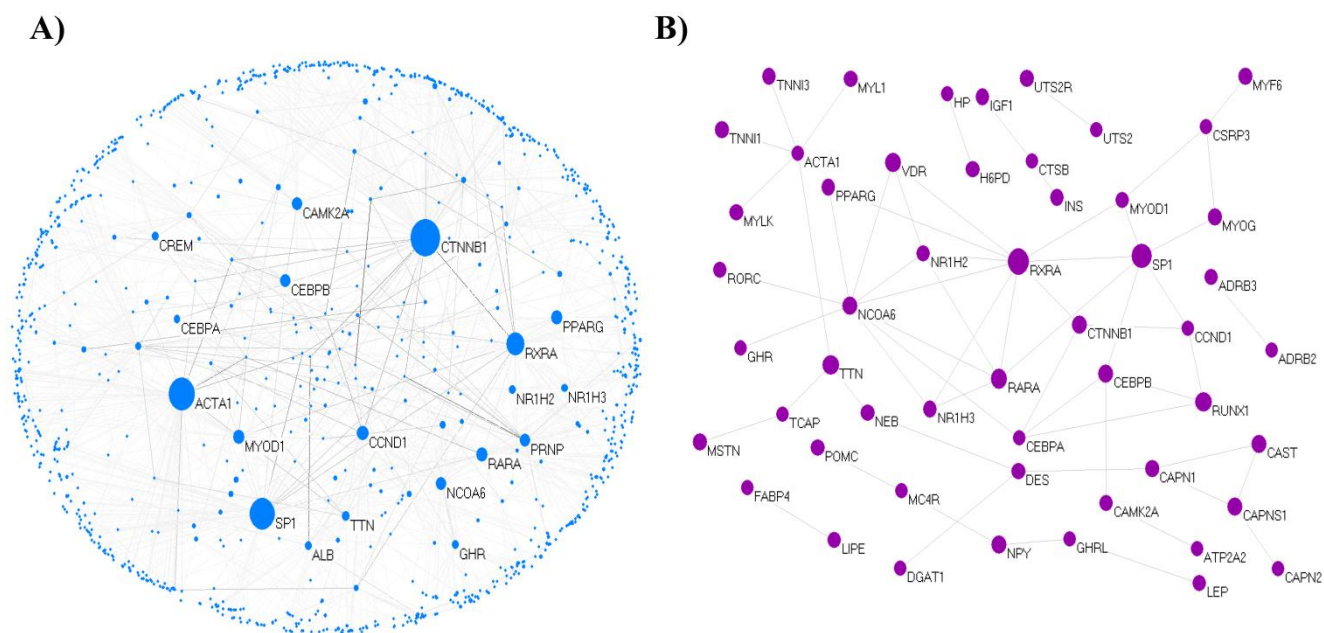 A)
B)
CAMK2A
CTNNB1
CREM
CEBPB
CEBPA
PPARG
RXRA
NR1H2
NR1H3
ACTA1
MYOD1
CCND1
PRNP
RARA
NCOA6
SP1
TTN
ALB
GHR
TNNI3
MYL1
HP
IGF1
UTS2R
MYF6
TNNI1
ACTA1
UTS2
CSRP3
VDR
PPARG
H6PD
CTSB
INS
MYOD1
MYLK
MYOG
RORC
NR1H2
RXRA
SP1
ADRB3
NCOA6
CTNNB1
CCND1
GHR
ADRB2
TTN
RARA
CEBPB
TCAP
NEB
NR1H3
RUNX1
MSTN
POMC
CEBPA
CAST
DES
CAPN1
FABP4
MC4R
CAMK2A
CAPNS1
LIPE
NPY
GHRL
ATP2A2
DGAT1
LEP
CAPN2